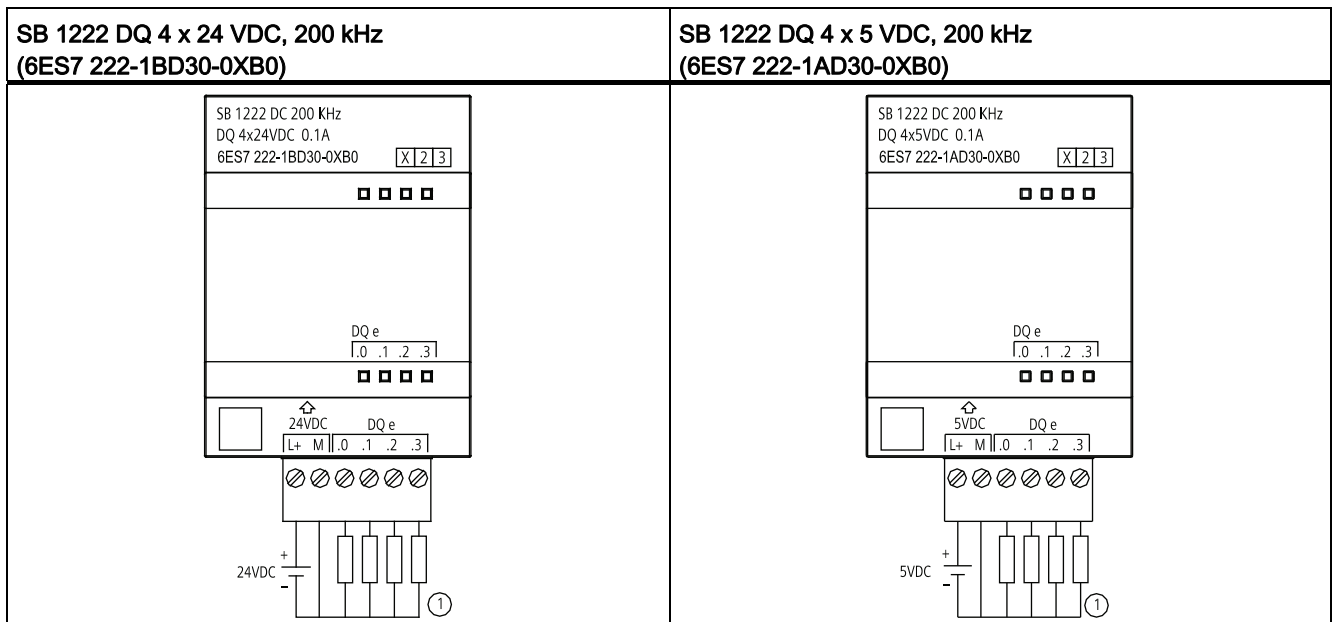 SB 1222 DQ 4 x 24 VDC, 200 kHz
(6ES7 222-1BD30-0XB0)
SB 1222 DC 200 KHz
DQ 4x24VDC 0.1A
6ES7 222-1BD30-0XB0 X 2 3
DQ e
.0 .1 .2 .3
24VDC DQ e
L+ M .0 .1 .2 .3
+
24VDC
-
1
SB 1222 DQ 4 x 5 VDC, 200 kHz
(6ES7 222-1AD30-0XB0)
SB 1222 DC 200 KHz
DQ 4x5VDC 0.1A
6ES7 222-1AD30-0XB0 X 2 3
DQ e
.0 .1 .2 .3
5VDC DQ e
L+ M .0 .1 .2 .3
+
5VDC
-
1